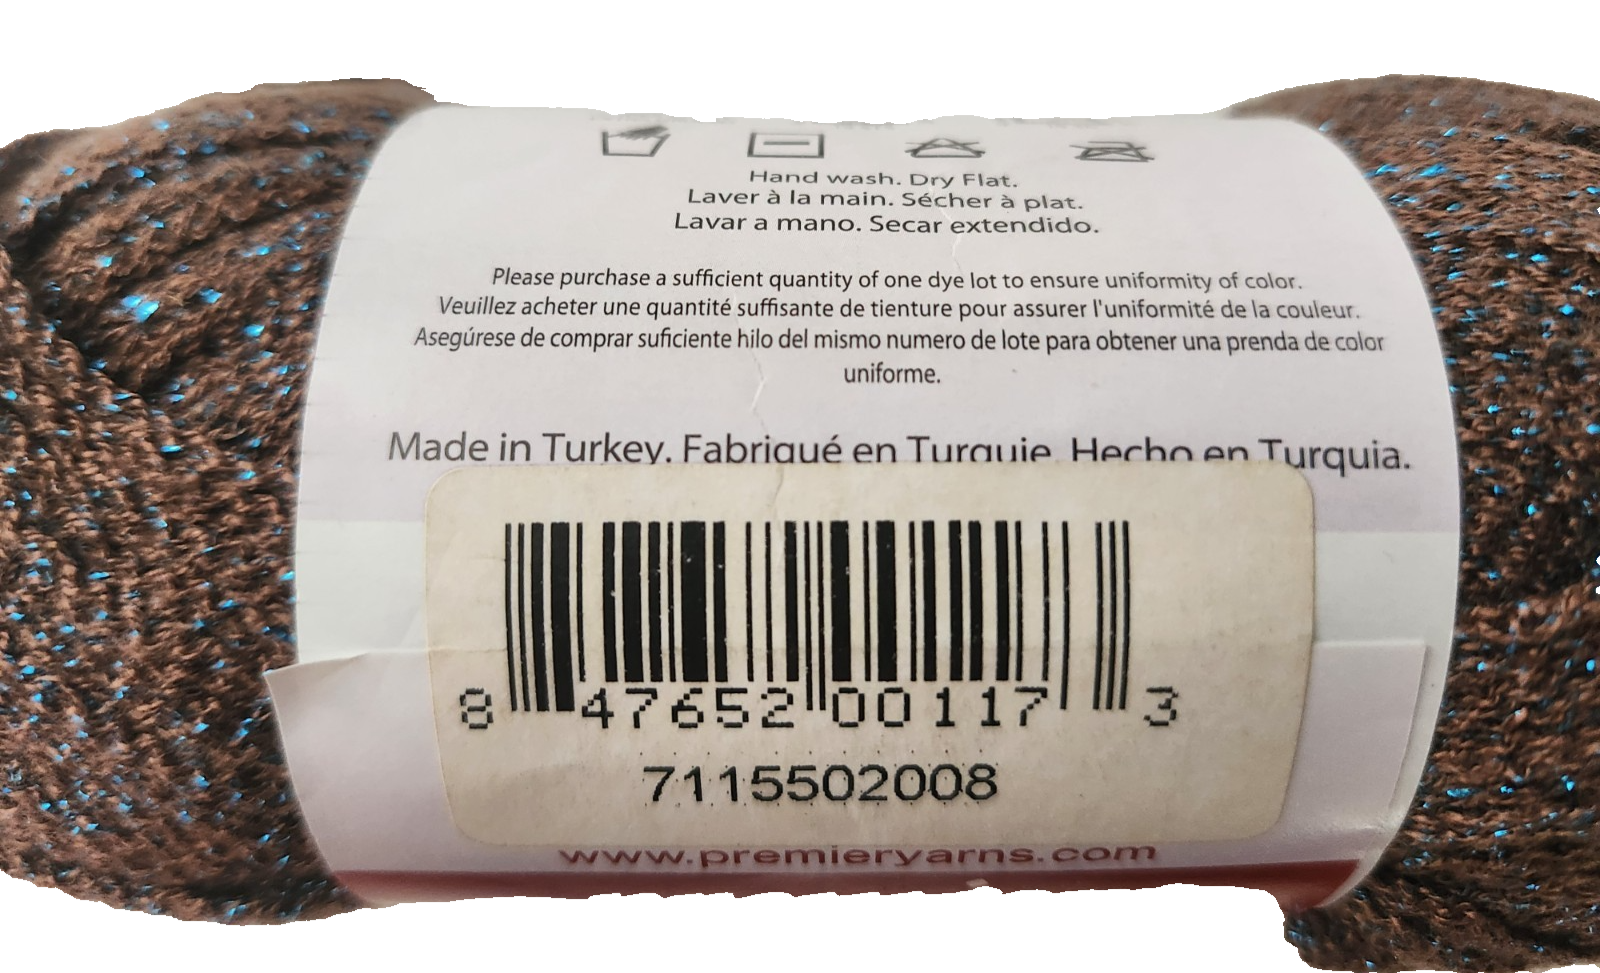 Hand wash. Dry Flat.
Laver à la main. Sécher à plat.
Lavar a mano. Secar extendido.
Please purchase a sufficient quantity of one dye lot to ensure uniformity of color.
Veuillez acheter une quantité suffisante de tienture pour assurer l'uniformité de la couleur.
Asegúrese de comprar suficiente hilo del mismo numero de lote para obtener una prenda de color
uniforme.
Made in Turkey. Fabriqué en Turquie. Hecho en Turquia.
8 47652 00117 3
7115502008
www.premieryarns.com